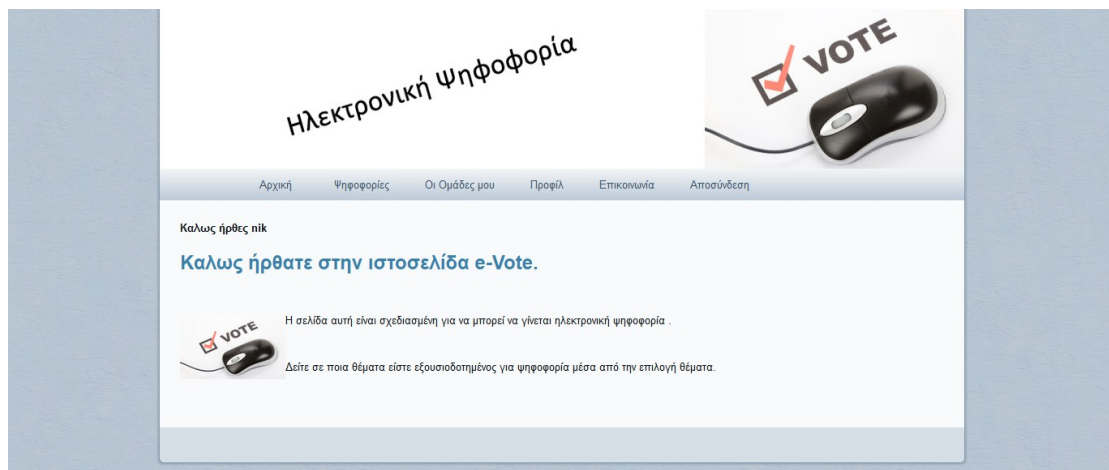 Ηλεκτρονική Ψηφοφορία
VOTE
Αρχική Ψηφοφορίες Οι Ομάδες μου Προφίλ Επικοινωνία Αποσύνδεση
Καλως ήρθες nik
Καλως ήρθατε στην ιστοσελίδα e-Vote.
VOTE
Η σελίδα αυτή είναι σχεδιασμένη για να μπορεί να γίνεται ηλεκτρονική ψηφοφορία .
Δείτε σε ποια θέματα είστε εξουσιοδοτημένος για ψηφοφορία μέσα από την επιλογή θέματα.